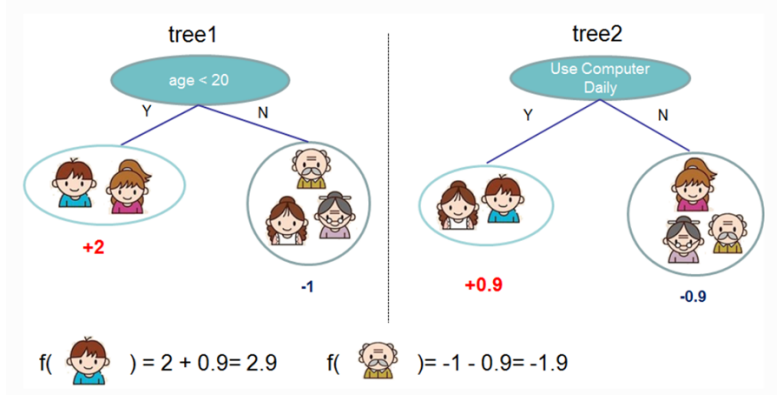 tree1
age < 20
Y
N
+2
-1
tree2
Use Computer
Daily
Y
N
+0.9
-0.9
f( ) = 2 + 0.9= 2.9
f( )= -1 - 0.9= -1.9